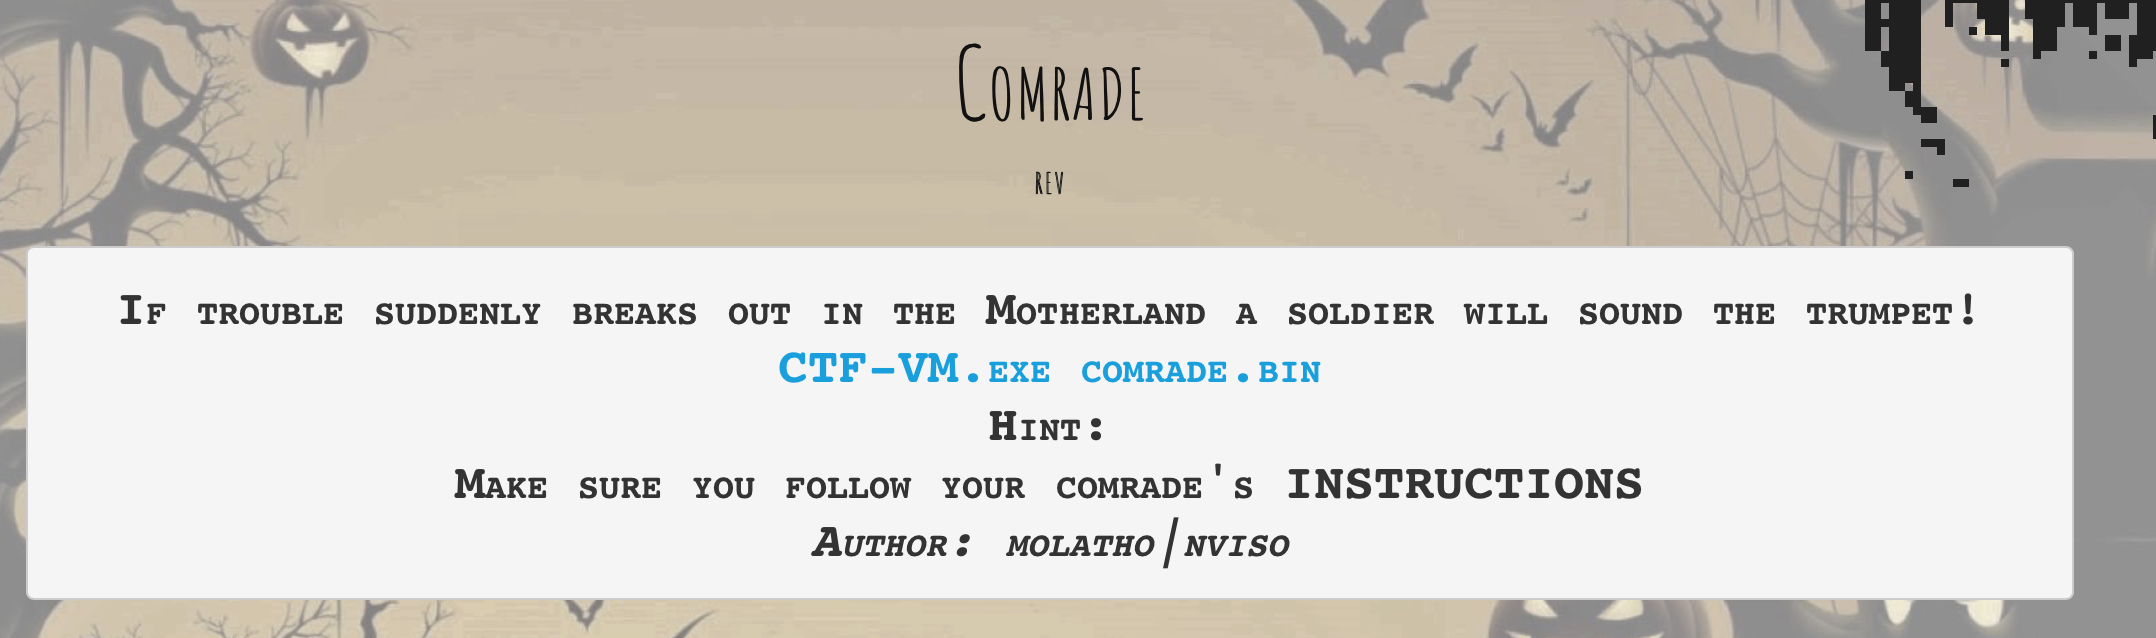 Comrade
rev
If trouble suddenly breaks out in the Motherland a soldier will sound the trumpet!
CTF-VM.exe comrade.bin
Hint:
Make sure you follow your comrade's INSTRUCTIONS
Author: molatho|nviso